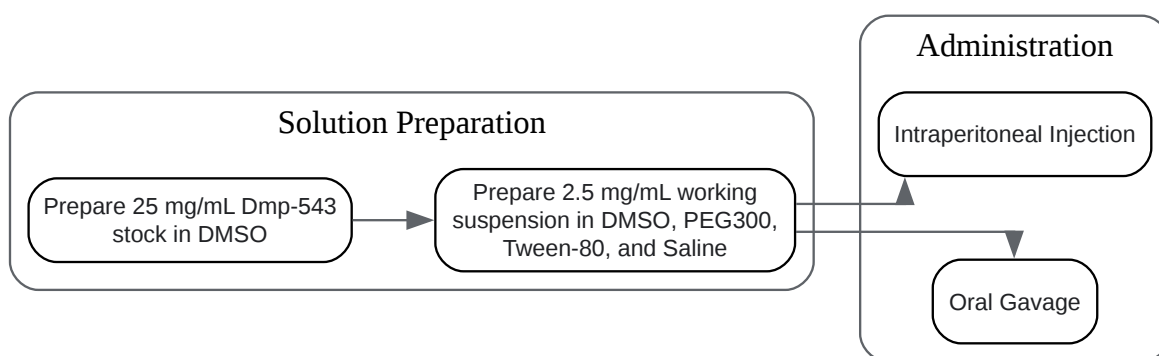 Solution Preparation
Prepare 25 mg/mL Dmp-543
stock in DMSO
Prepare 2.5 mg/mL working
suspension in DMSO, PEG300,
Tween-80, and Saline
Administration
Intraperitoneal Injection
Oral Gavage